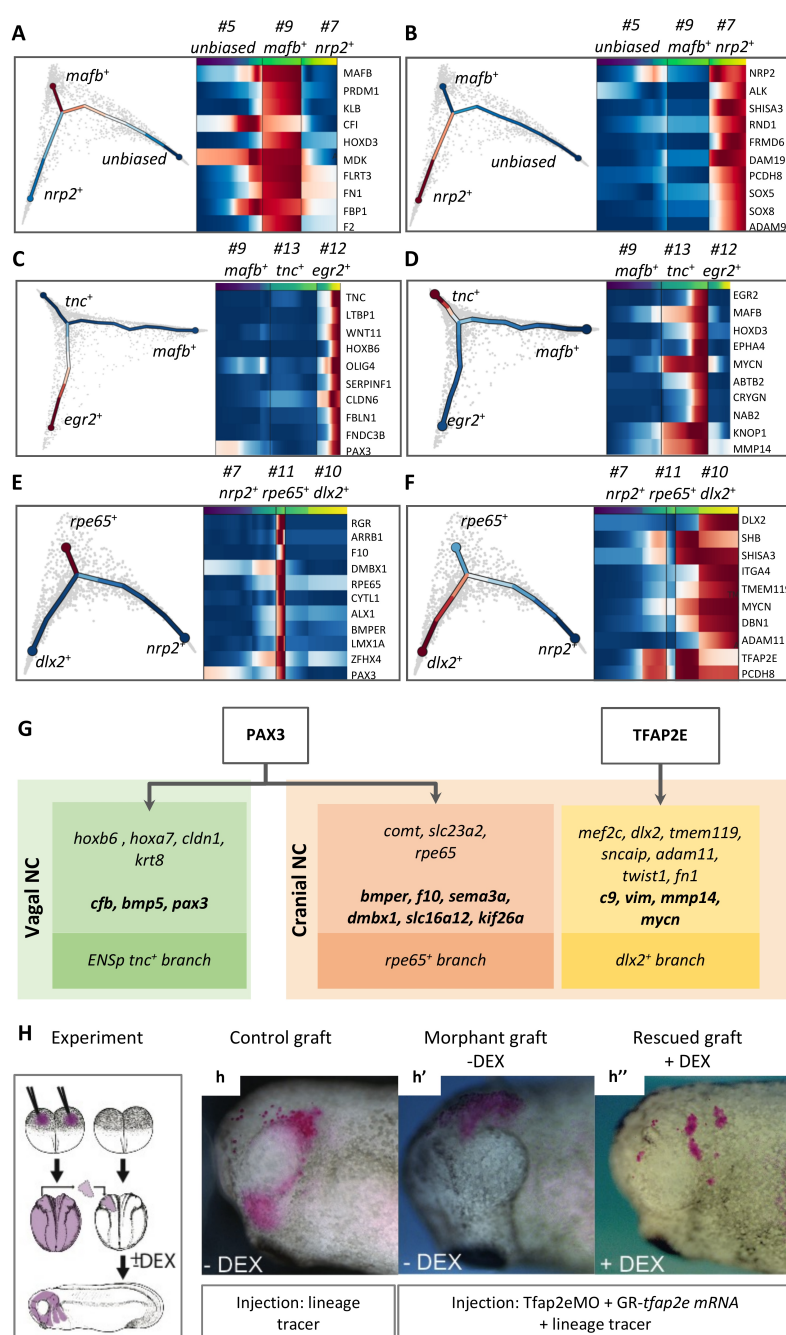 A
#5 #9 #7
unbiased mafb+ nrp2+
mafb+
unbiased
nrp2+
MAFB
PRDM1
KLB
CFI
HOXD3
MDK
FLRT3
FN1
FBP1
F2
B
#5 #9 #7
unbiased mafb+ nrp2+
mafb+
unbiased
nrp2+
NRP2
ALK
SHISA3
RND1
FRMD6
DAM19
PCDH8
SOX5
SOX8
ADAM9
C
#9 #13 #12
mafb+ tnc+ egr2+
tnc+
mafb+
egr2+
TNC
LTBP1
WNT11
HOXB6
OLIG4
SERPINF1
CLDN6
FBLN1
FNDC3B
PAX3
D
#9 #13 #12
mafb+ tnc+ egr2+
tnc+
mafb+
egr2+
EGR2
MAFB
HOXD3
EPHA4
MYCN
ABTB2
CRYGN
NAB2
KNOP1
MMP14
E
#7 #11 #10
nrp2+ rpe65+ dlx2+
rpe65+
nrp2+
dlx2+
RGR
ARRB1
F10
DMBX1
RPE65
CYTL1
ALX1
BMPER
LMX1A
ZFHX4
PAX3
F
#7 #11 #10
nrp2+ rpe65+ dlx2+
rpe65+
nrp2+
dlx2+
DLX2
SHB
SHISA3
ITGA4
TMEM119
MYCN
DBN1
ADAM11
TFAP2E
PCDH8
G
PAX3
TFAP2E
Vagal NC
hoxb6 , hoxa7, cldn1,
krt8
cfb, bmp5, pax3
ENSp tnc+ branch
Cranial NC
comt, slc23a2,
rpe65
bmper, f10, sema3a,
dmbx1, slc16a12, kif26a
rpe65+ branch
mef2c, dlx2, tmem119,
sncaip, adam11,
twist1, fn1
c9, vim, mmp14,
mycn
dlx2+ branch
H
Experiment
±DEX
Control graft
h
- DEX
Morphant graft
-DEX
h'
- DEX
Rescued graft
+ DEX
h''
+ DEX
Injection: lineage
tracer
Injection: Tfap2eMO + GR-tfap2e mRNA
+ lineage tracer